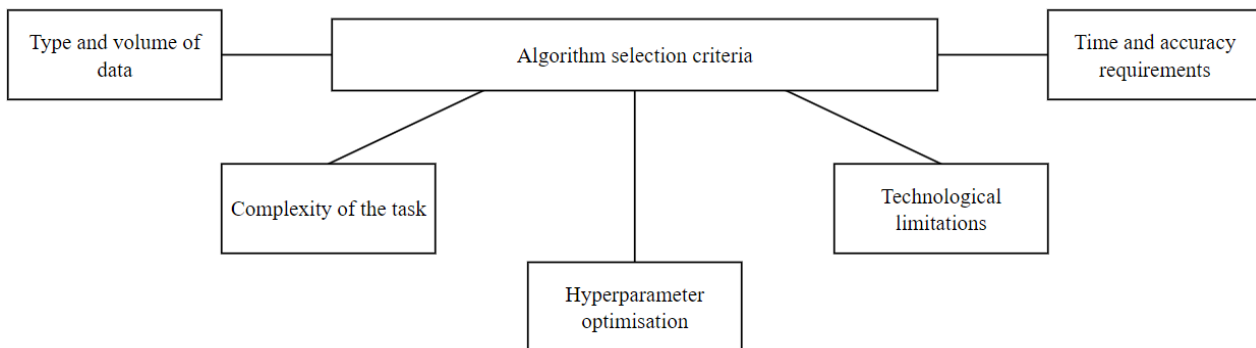 Type and volume of
data
Algorithm selection criteria
Time and accuracy
requirements
Complexity of the task
Technological
limitations
Hyperparameter
optimisation